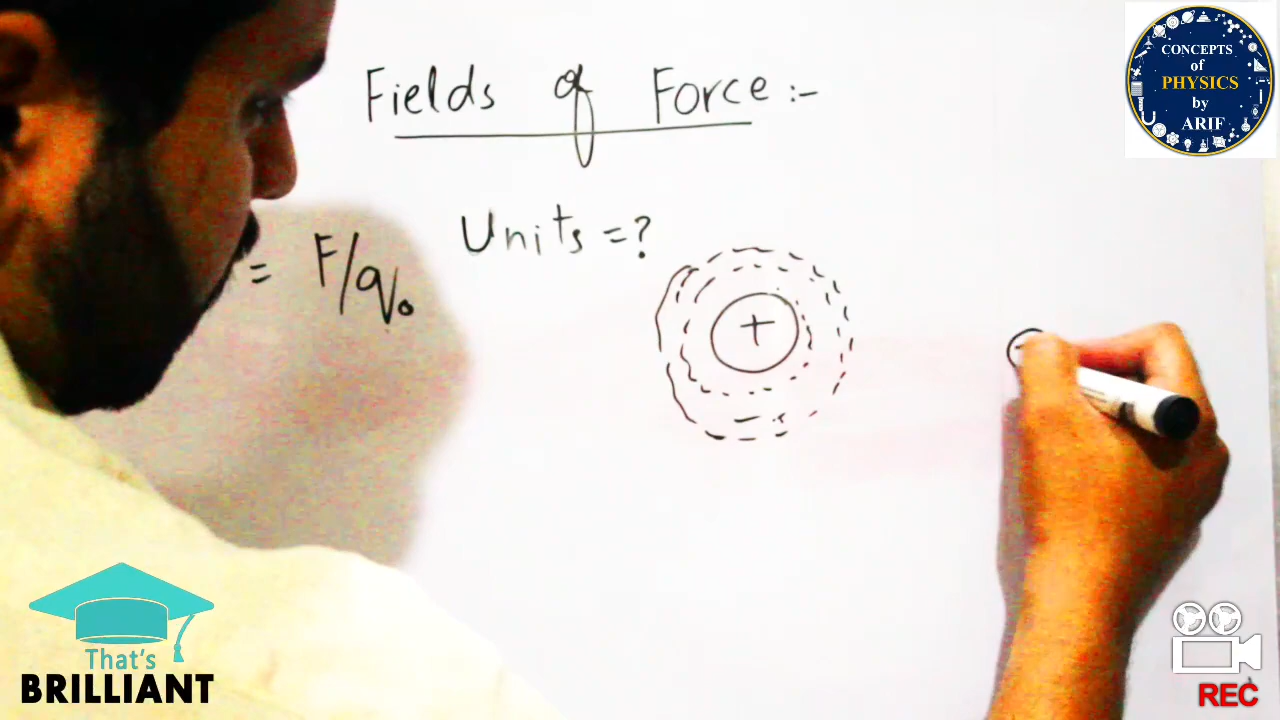 Fields of Force :-
Units = ?
= F/q₀
+
CONCEPTS
of
PHYSICS
by
ARIF
That's
BRILLIANT
REC